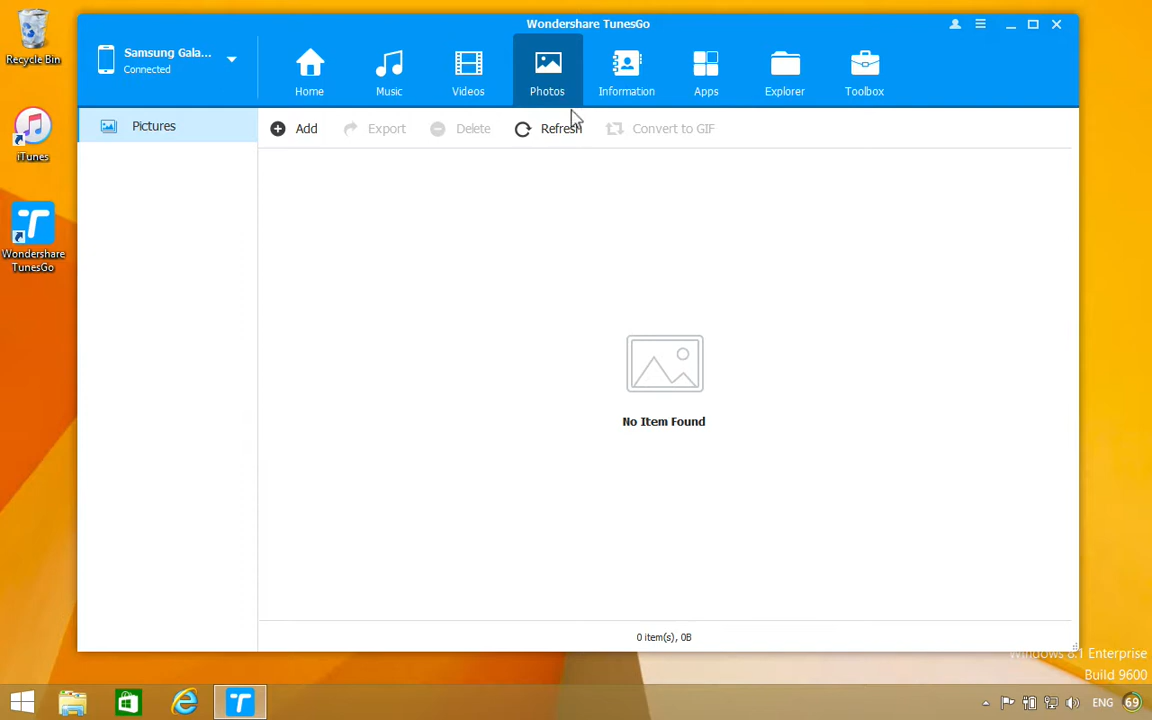 Wondershare TunesGo
Recycle Bin
Samsung Gala...
Connected
Home
Music
Videos
Photos
Information
Apps
Explorer
Toolbox
iTunes
Pictures
Add
Export
Delete
Refresh
Convert to GIF
Wondershare
TunesGo
No Item Found
0 item(s), 0B
Windows 8.1 Enterprise
Build 9600
ENG
69